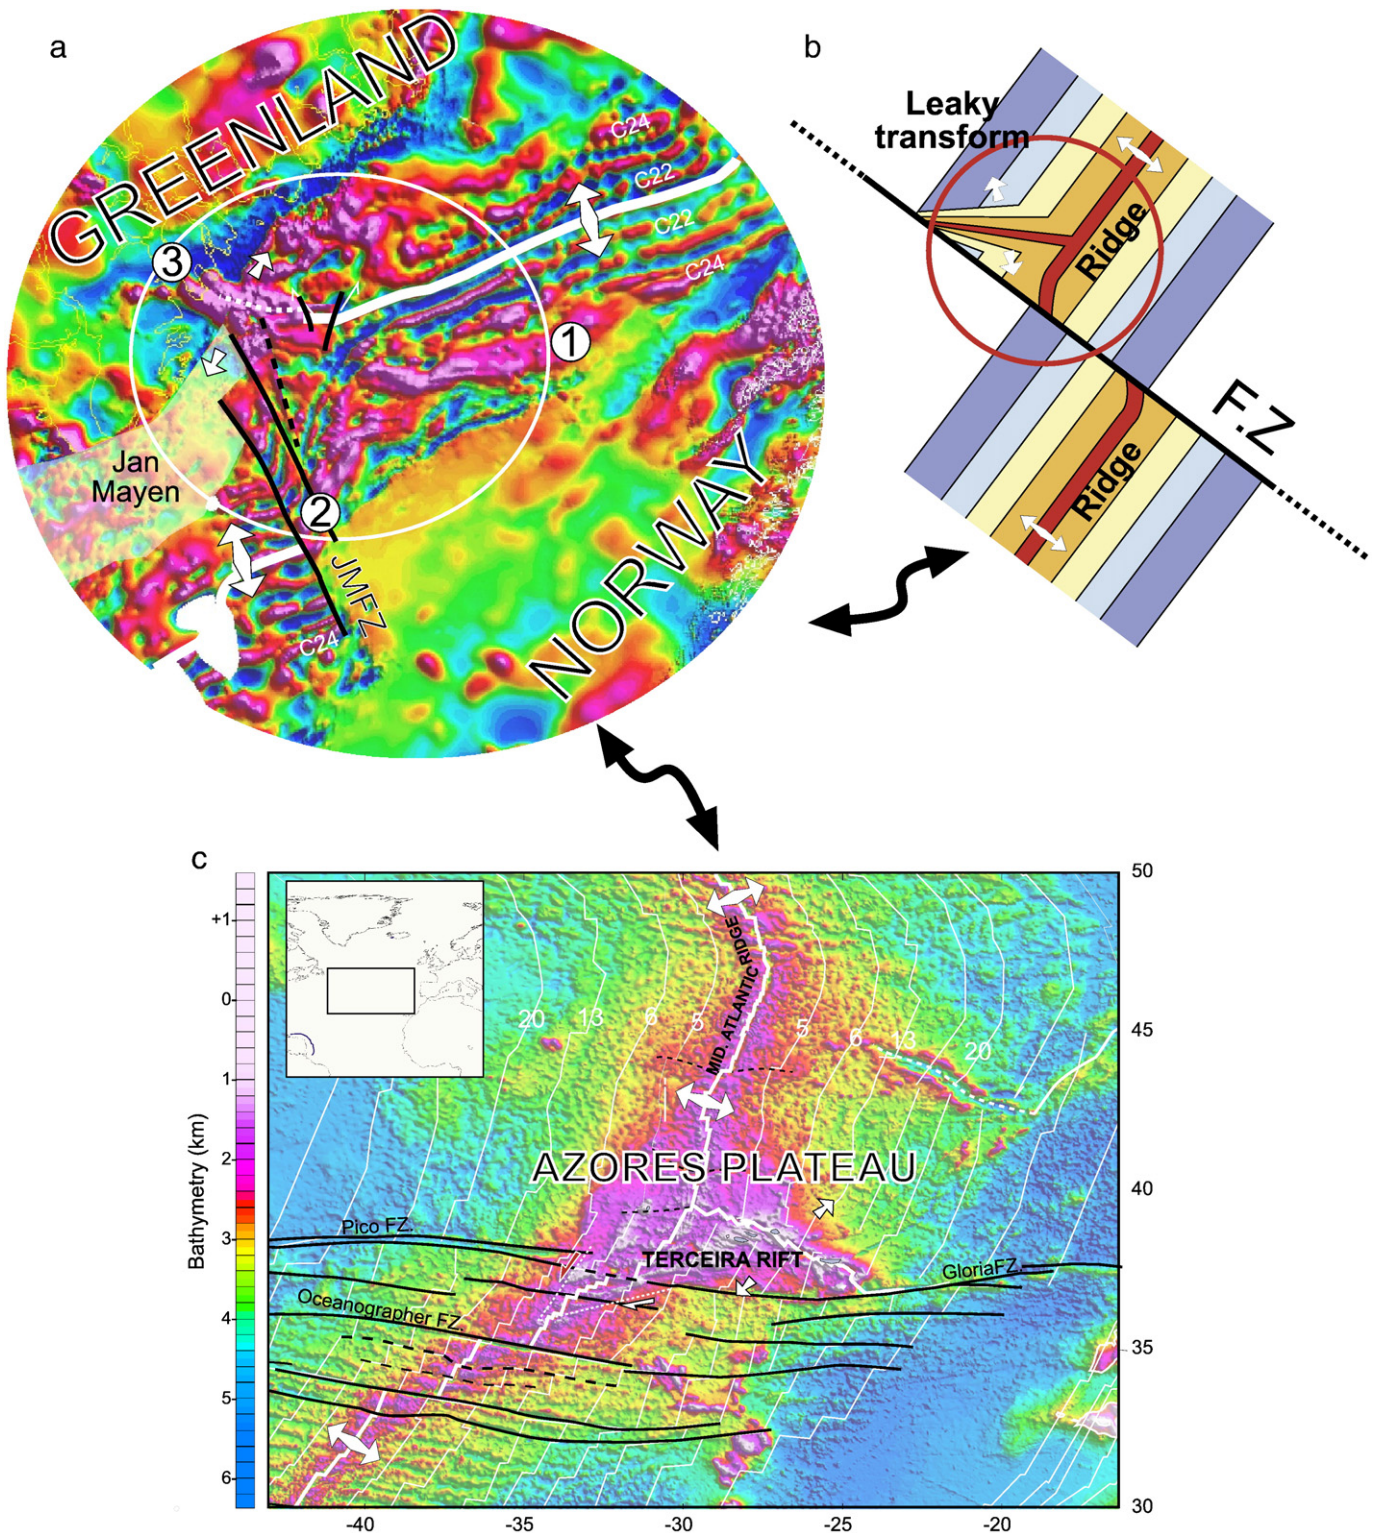 a
b
GREENLAND
C24
C22
C22
C24
3
1
2
Jan
Mayen
JMFZ
C24
NORWAY
Leaky
transform
Ridge
F.Z
Ridge
c
Bathymetry (km)
+1
0
1
2
3
4
5
6
MID. ATLANTIC RIDGE
20
13
6
5
5
6
13
20
AZORES PLATEAU
Pico FZ.
TERCEIRA RIFT
GloriaFZ.
Oceanographer FZ.
50
45
40
35
30
-40
-35
-30
-25
-20